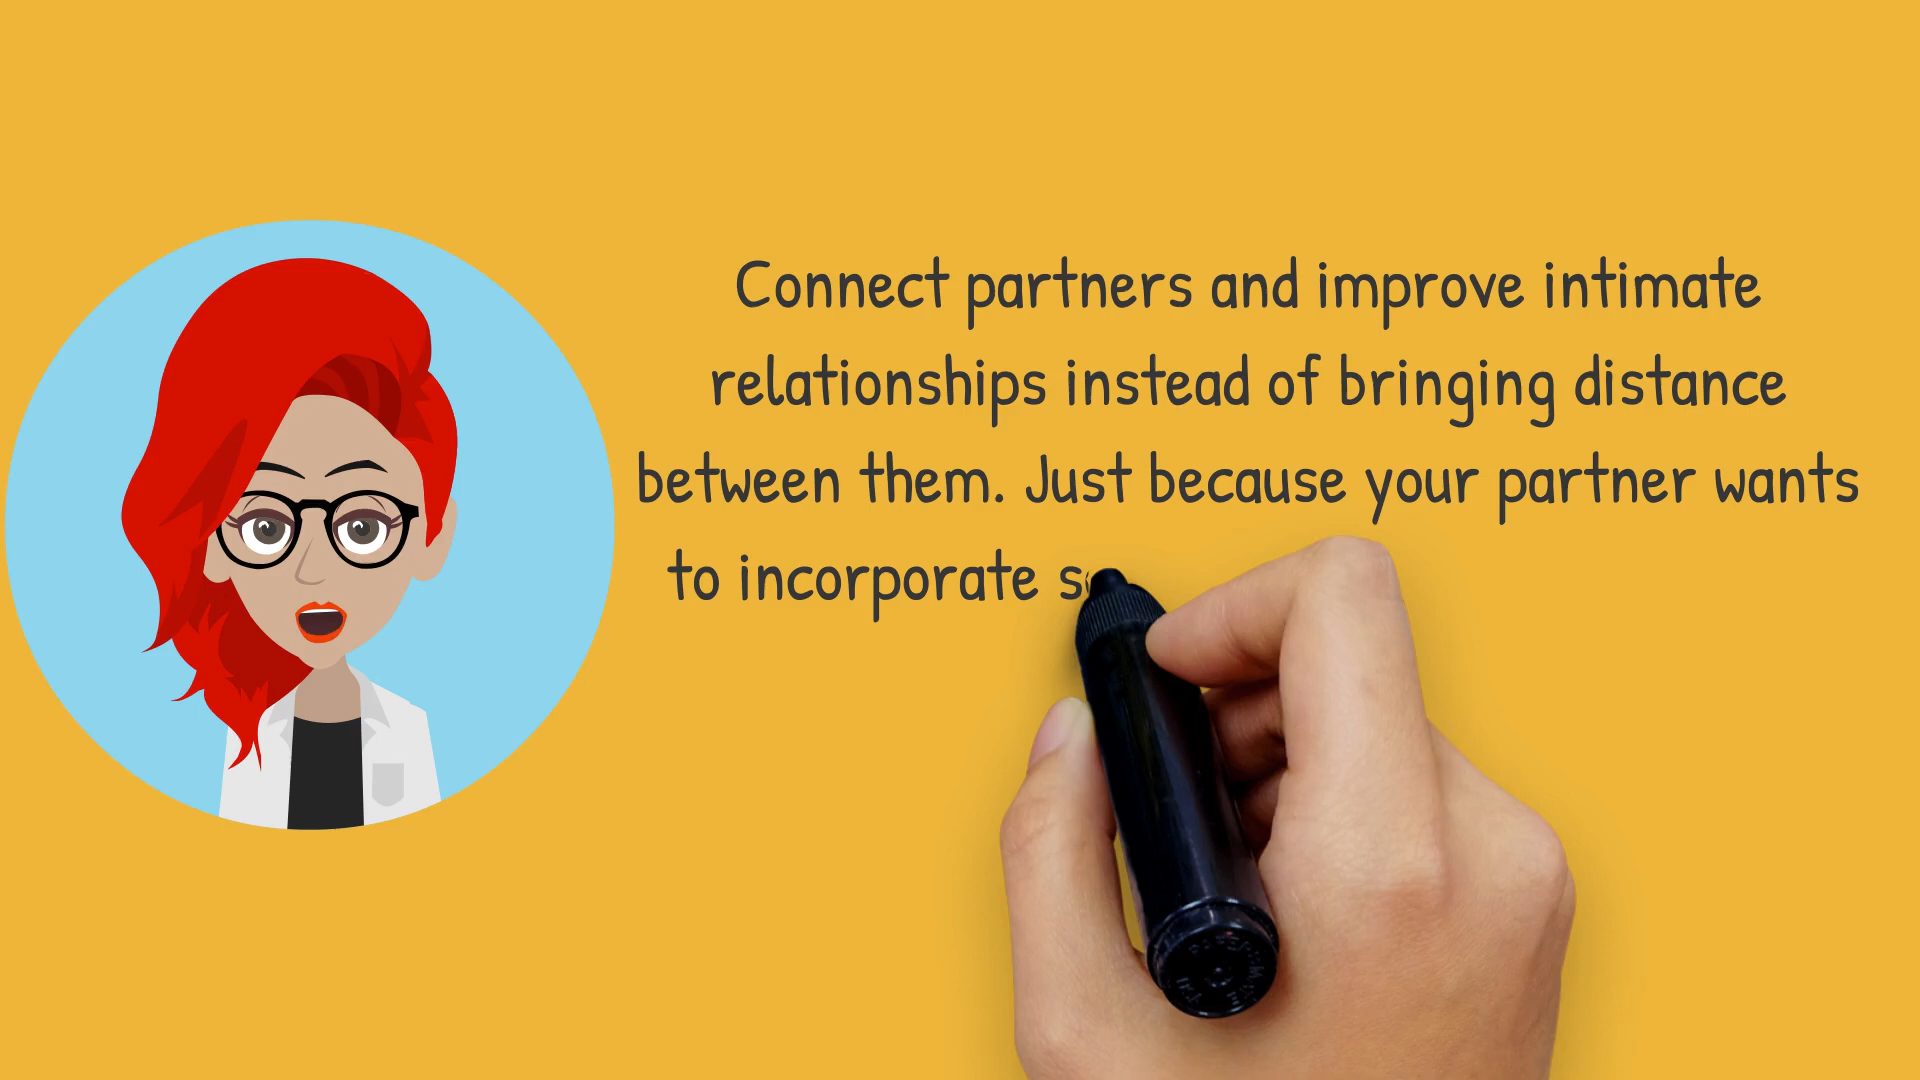 Connect partners and improve intimate
relationships instead of bringing distance
between them. Just because your partner wants
to incorporate